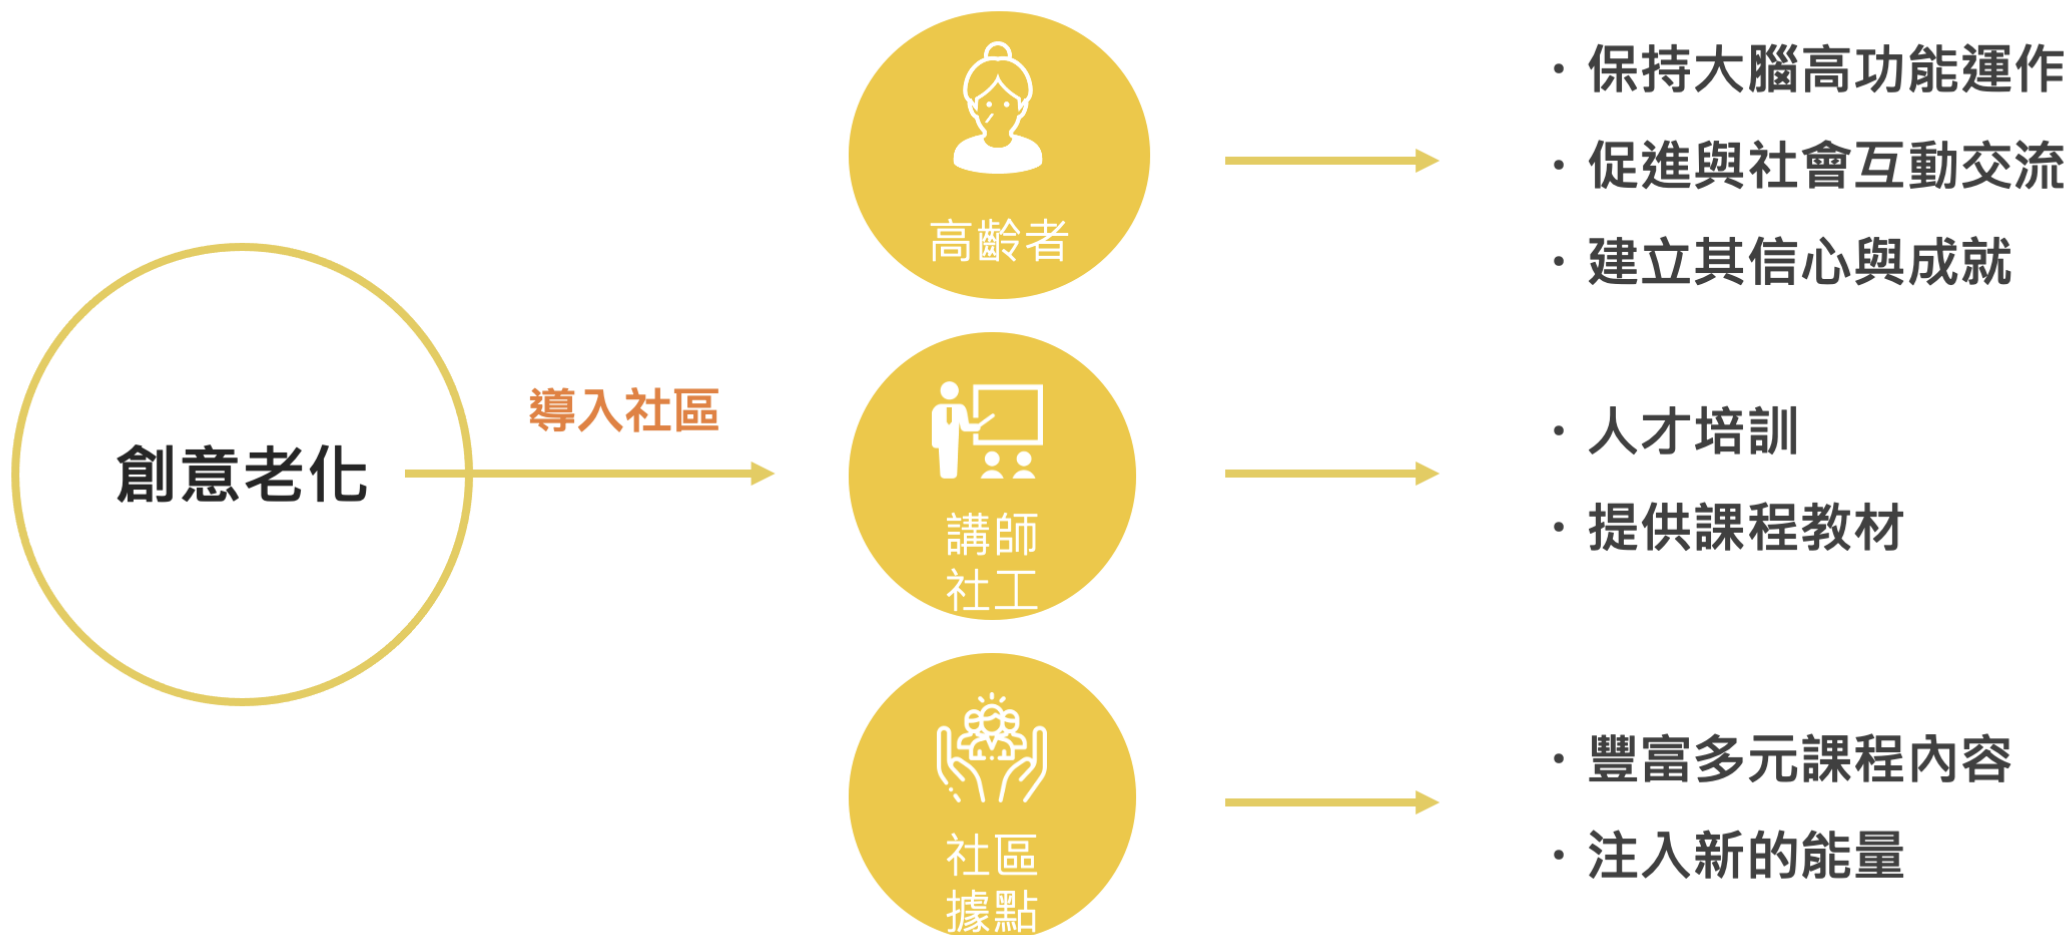 創意老化
導入社區
高齡者
・保持大腦高功能運作
・促進與社會互動交流
・建立其信心與成就
講師
社工
・人才培訓
・提供課程教材
社區
據點
・豐富多元課程內容
・注入新的能量